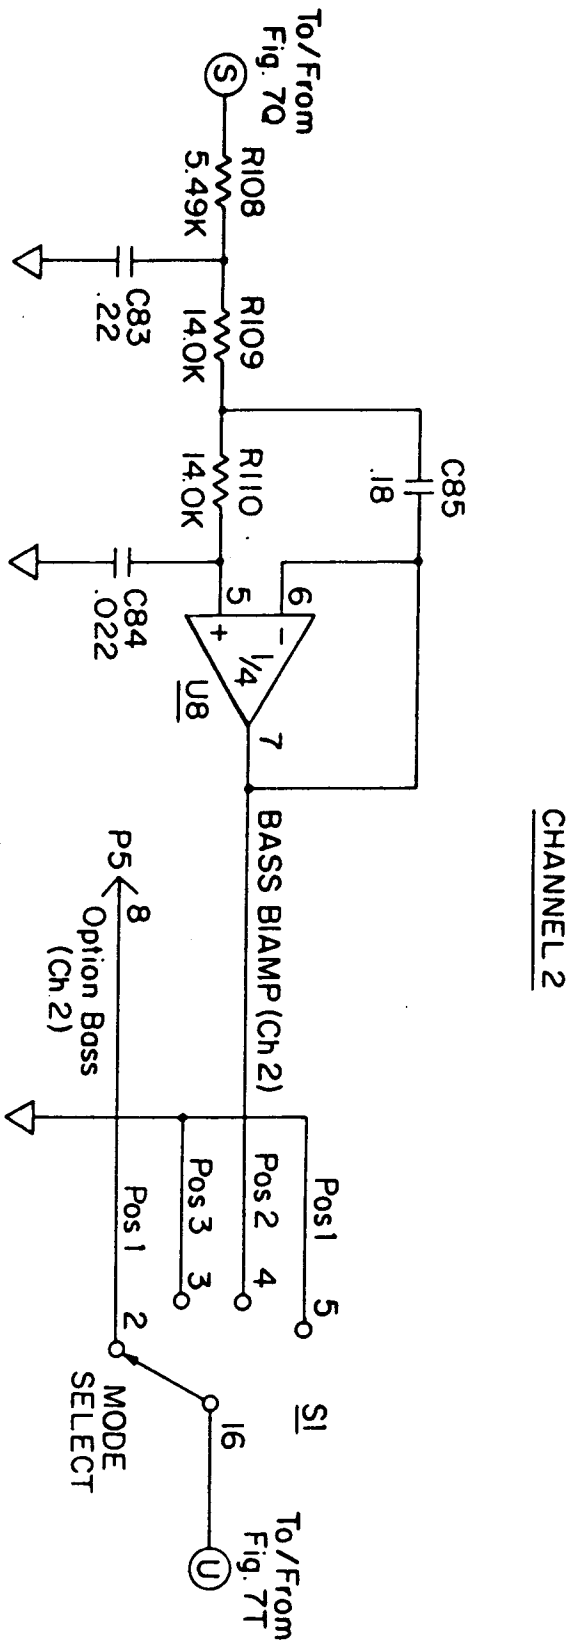 CHANNEL 2
To/From
Fig. 7Q
S
R108
5.49K
C83
.22
R109
14.0K
C85
.18
R110
14.0K
C84
.022
6
5
-
+
1/4
U8
7
BASS BIAMP (Ch 2)
P5
8
Option Bass
(Ch. 2)
Pos 1
5
Pos 2
4
Pos 3
3
Pos 1
2
S1
16
MODE
SELECT
U
To/From
Fig. 7T